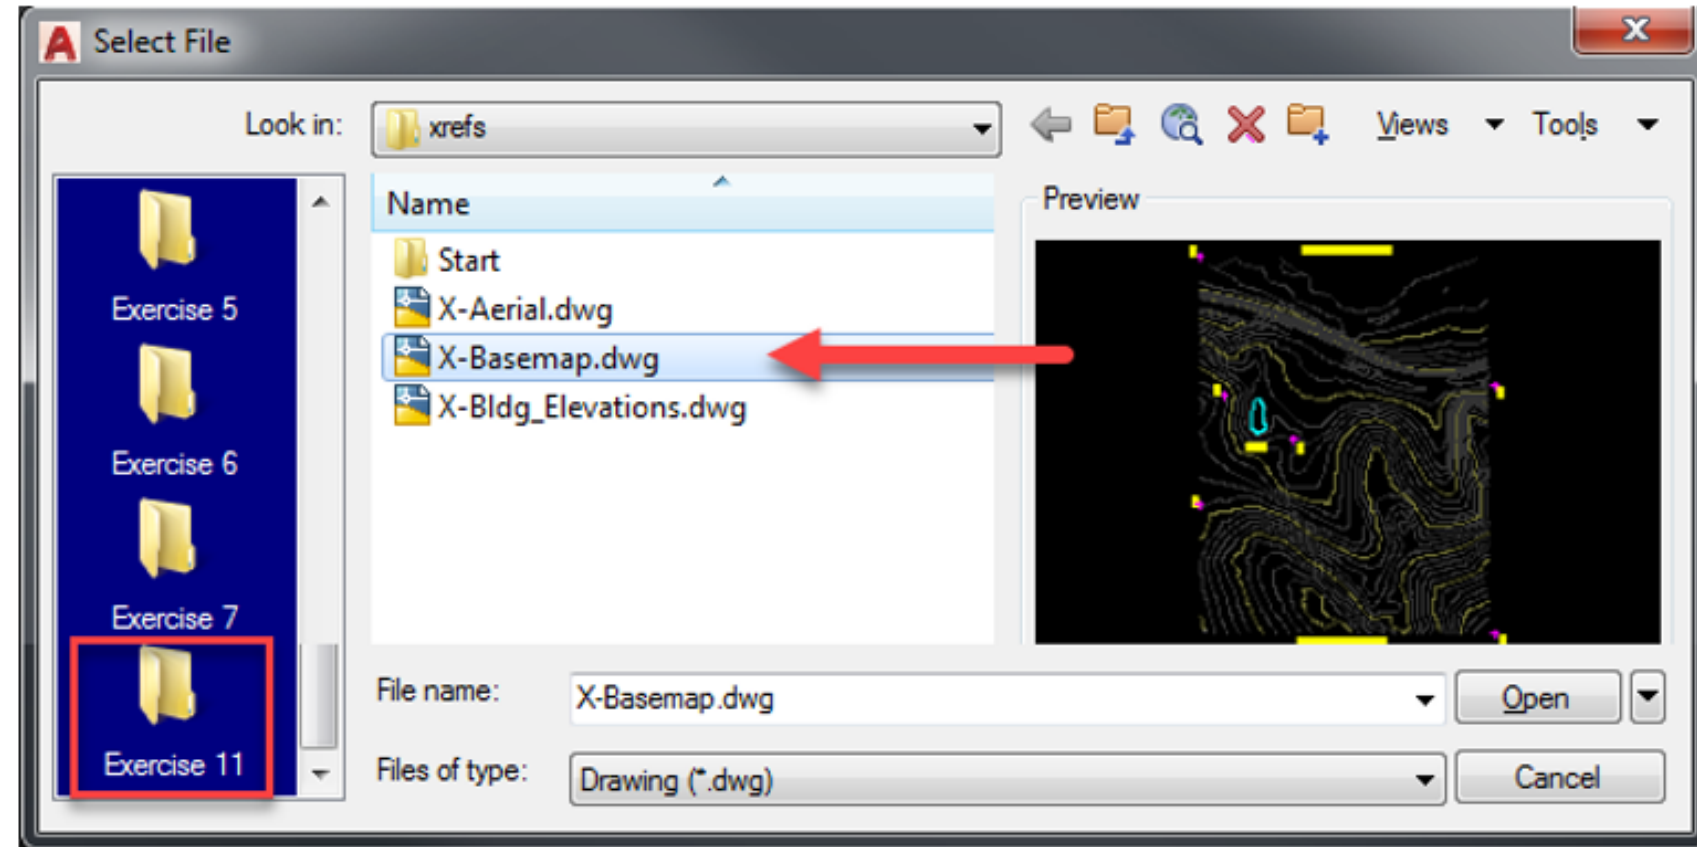 Select File
Look in:
xrefs
Views
Tools
Exercise 5
Exercise 6
Exercise 7
Exercise 11
Name
Start
X-Aerial.dwg
X-Basemap.dwg
X-Bldg_Elevations.dwg
Preview
File name:
X-Basemap.dwg
Open
Files of type:
Drawing (*.dwg)
Cancel